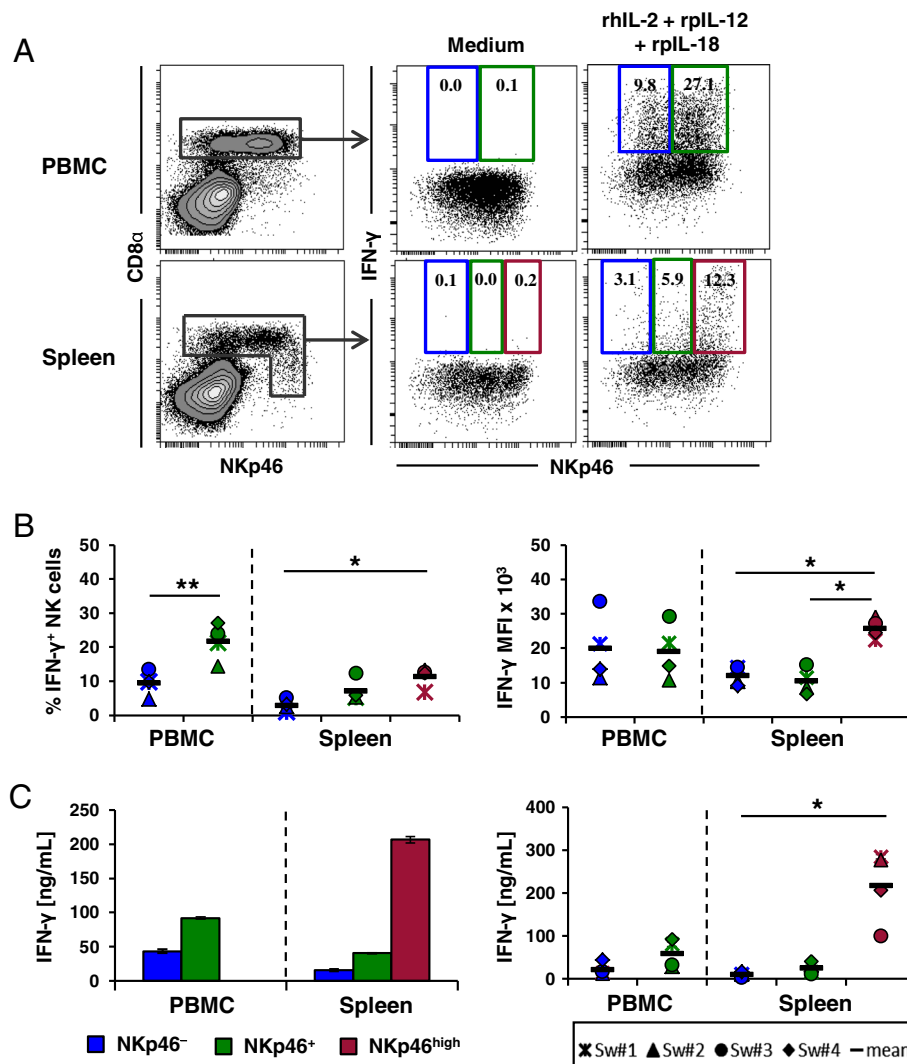 A
rhIL-2 + rpIL-12
+ rpIL-18
Medium
PBMC
CD8α
IFN-γ
0.0 0.1
9.8 27.1
Spleen
0.1 0.0 0.2
3.1 5.9 12.3
NKp46
NKp46
B
% IFN-γ⁺ NK cells
50
40
30
20
10
0
**
*
PBMC Spleen
IFN-γ MFI x 10³
50
40
30
20
10
0
*
*
PBMC Spleen
C
IFN-γ [ng/mL]
250
200
150
100
50
0
PBMC Spleen
IFN-γ [ng/mL]
400
300
200
100
0
*
PBMC Spleen
NKp46⁻ NKp46⁺ NKp46ʰⁱᵍʰ
Sw#1 Sw#2 Sw#3 Sw#4 mean